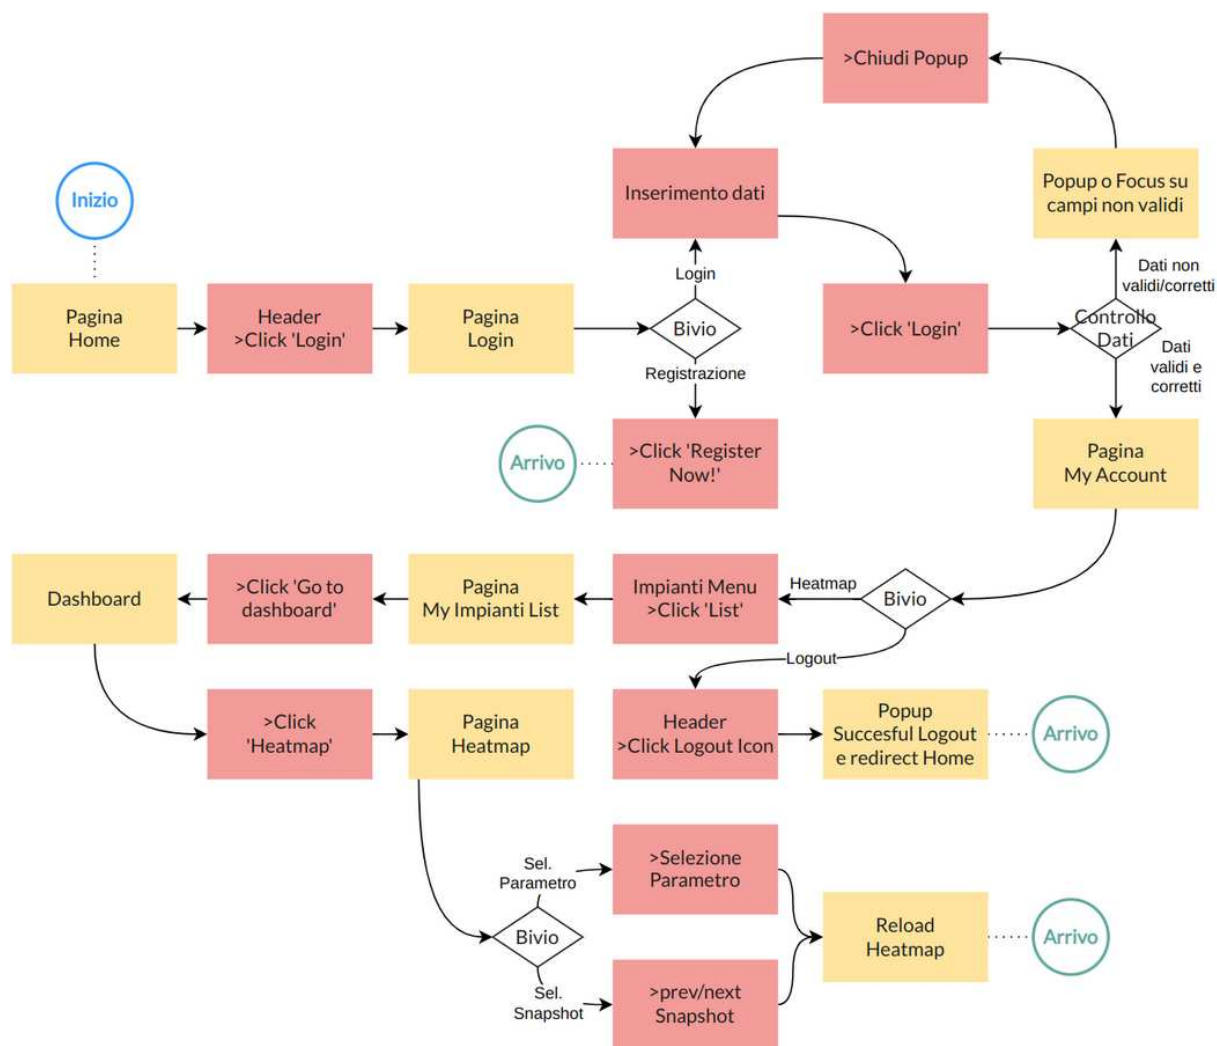 >Chiudi Popup
Inizio
Inserimento dati
Popup o Focus su
campi non validi
Login
Dati non
validi/corretti
Pagina
Home
Header
>Click 'Login'
Pagina
Login
Bivio
>Click 'Login'
Controllo
Dati
Dati
validi e
corretti
Registrazione
Arrivo
>Click 'Register
Now!'
Pagina
My Account
Dashboard
>Click 'Go to
dashboard'
Pagina
My Impianti List
Impianti Menu
>Click 'List'
Heatmap
Bivio
Logout
>Click
'Heatmap'
Pagina
Heatmap
Header
>Click Logout Icon
Popup
Succesful Logout
e redirect Home
Arrivo
Sel.
Parametro
>Selezione
Parametro
Bivio
Reload
Heatmap
Arrivo
Sel.
Snapshot
>prev/next
Snapshot